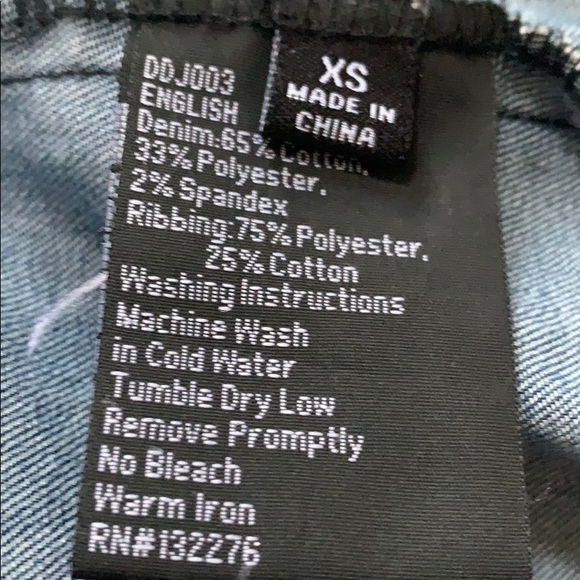 XS
MADE IN
CHINA
DDJ003
ENGLISH
Denim:65% Cotton.
33% Polyester.
2% Spandex
Ribbing:75% Polyester.
25% Cotton
Washing Instructions
Machine Wash
in Cold Water
Tumble Dry Low
Remove Promptly
No Bleach
Warm Iron
RN#132276